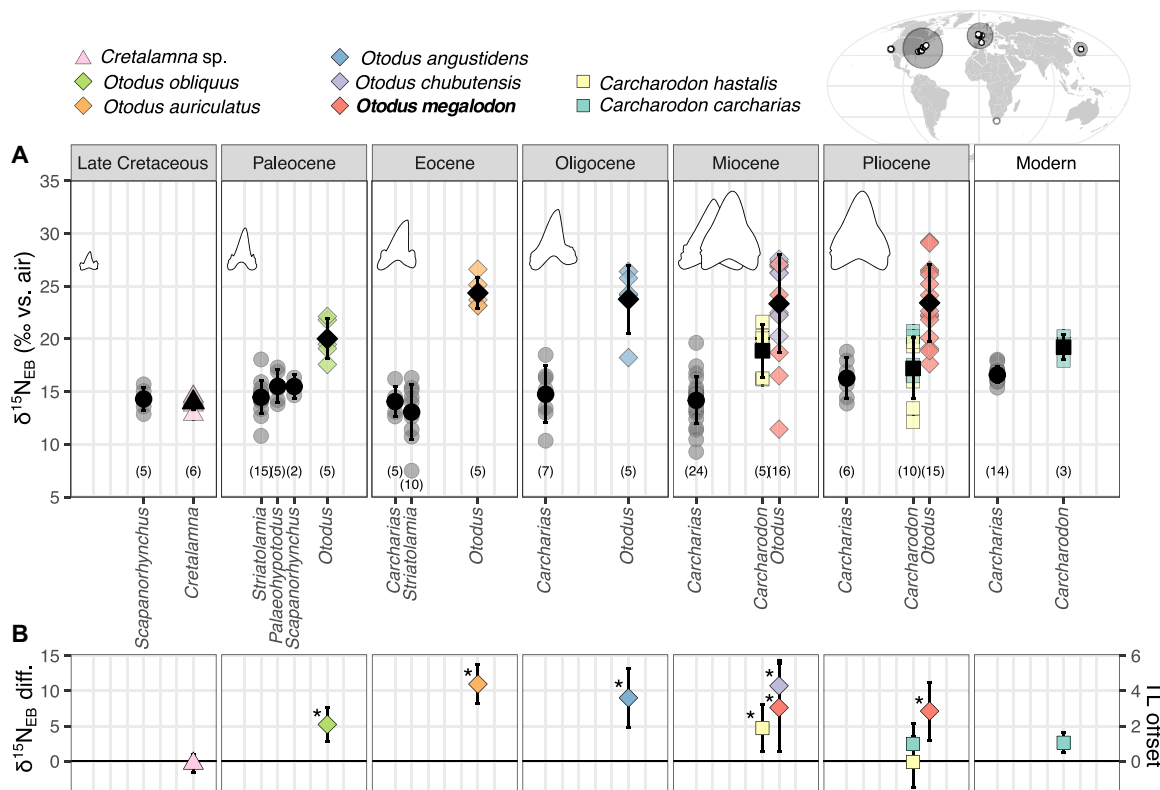 Cretalamna sp.
Otodus obliquus
Otodus auriculatus
Otodus angustidens
Otodus chubutensis
Otodus megalodon
Carcharodon hastalis
Carcharodon carcharias
A
Late Cretaceous Paleocene Eocene Oligocene Miocene Pliocene Modern
δ15NEB (‰ vs. air)
35
30
25
20
15
10
5
(5) (6) (15) (5) (2) (5) (5) (10) (5) (7) (5) (24) (5) (16) (6) (10) (15) (14) (3)
Scapanorhynchus
Cretalamna
Striatolamia
Palaeohypotodus
Scapanorhynchus
Otodus
Carcharias
Striatolamia
Otodus
Carcharias
Otodus
Carcharias
Carcharodon
Otodus
Carcharias
Carcharodon
Otodus
Carcharias
Carcharodon
B
δ15NEB diff.
15
10
5
0
* * * * * * *
6
4
2
0
TL offset